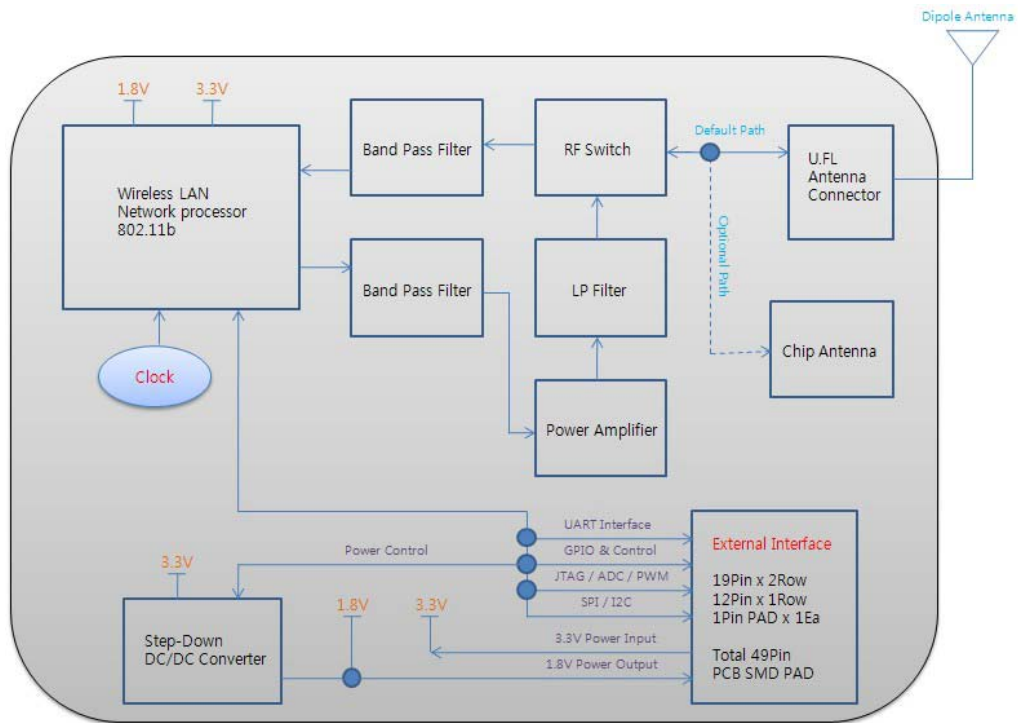 Dipole Antenna
1.8V
3.3V
Wireless LAN
Network processor
802.11b
Band Pass Filter
RF Switch
Default Path
U.FL
Antenna
Connector
Optional Path
Band Pass Filter
LP Filter
Chip Antenna
Clock
Power Amplifier
UART Interface
Power Control
GPIO & Control
JTAG / ADC / PWM
SPI / I2C
3.3V Power Input
1.8V Power Output
3.3V
1.8V
3.3V
Step-Down
DC/DC Converter
External Interface
19Pin x 2Row
12Pin x 1Row
1Pin PAD x 1Ea
Total 49Pin
PCB SMD PAD